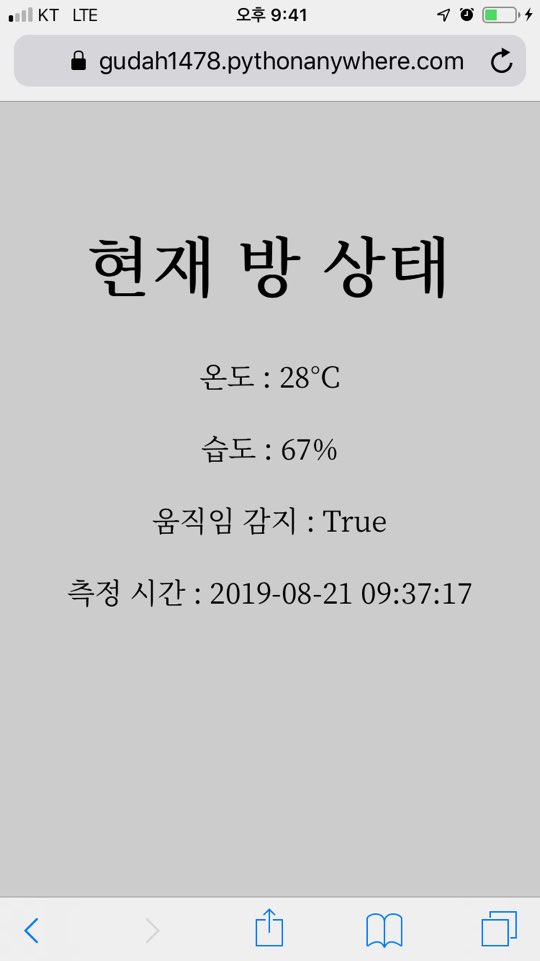 KT LTE 오후 9:41
gudah1478.pythonanywhere.com
현재 방 상태
온도 : 28°C
습도 : 67%
움직임 감지 : True
측정 시간 : 2019-08-21 09:37:17